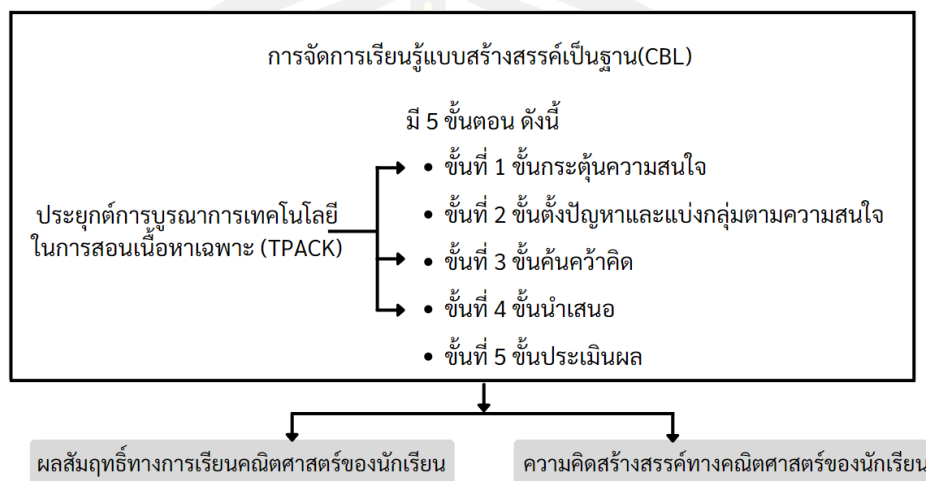 การจัดการเรียนรู้แบบสร้างสรรค์เป็นฐาน(CBL)
มี 5 ขั้นตอน ดังนี้
• ขั้นที่ 1 ขั้นกระตุ้นความสนใจ
• ขั้นที่ 2 ขั้นตั้งปัญหาและแบ่งกลุ่มตามความสนใจ
ประยุกต์การบูรณาการเทคโนโลยี
ในการสอนเนื้อหาเฉพาะ (TPACK)
• ขั้นที่ 3 ขั้นค้นคว้าคิด
• ขั้นที่ 4 ขั้นนำเสนอ
• ขั้นที่ 5 ขั้นประเมินผล
ผลสัมฤทธิ์ทางการเรียนคณิตศาสตร์ของนักเรียน
ความคิดสร้างสรรค์ทางคณิตศาสตร์ของนักเรียน